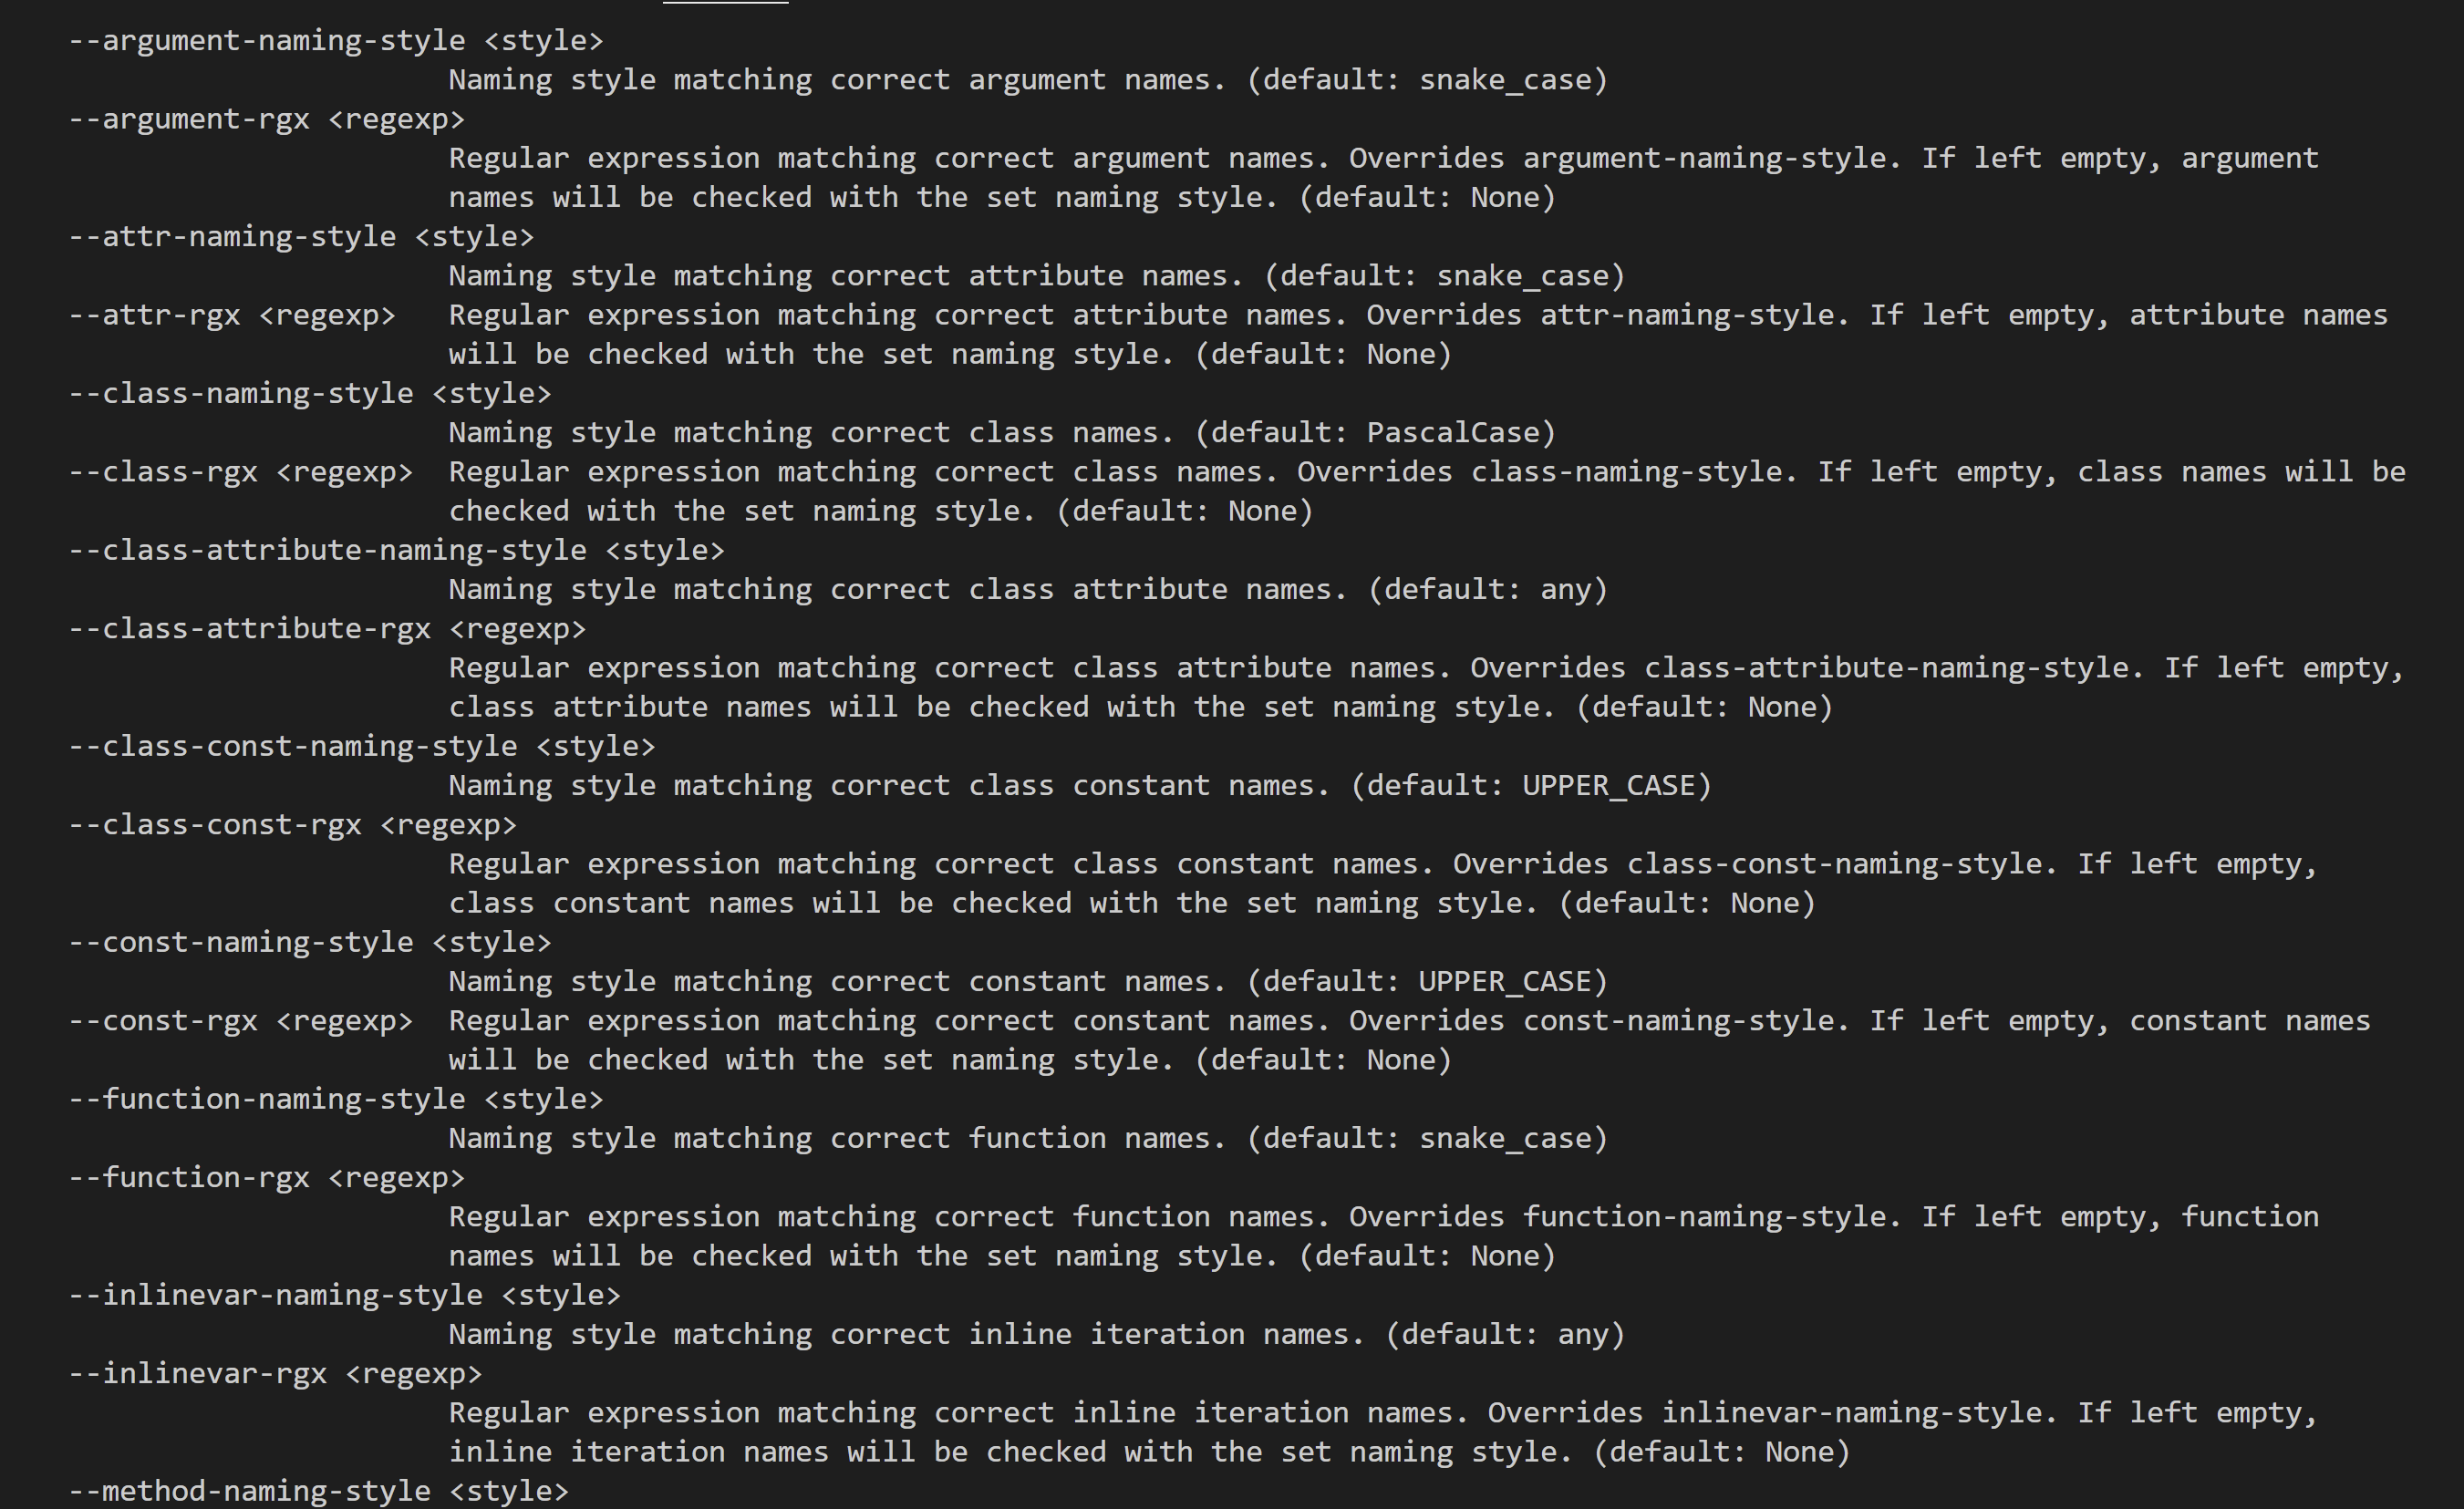 --argument-naming-style <style>
Naming style matching correct argument names. (default: snake_case)
--argument-rgx <regexp>
Regular expression matching correct argument names. Overrides argument-naming-style. If left empty, argument
names will be checked with the set naming style. (default: None)
--attr-naming-style <style>
Naming style matching correct attribute names. (default: snake_case)
--attr-rgx <regexp>   Regular expression matching correct attribute names. Overrides attr-naming-style. If left empty, attribute names
will be checked with the set naming style. (default: None)
--class-naming-style <style>
Naming style matching correct class names. (default: PascalCase)
--class-rgx <regexp>  Regular expression matching correct class names. Overrides class-naming-style. If left empty, class names will be
checked with the set naming style. (default: None)
--class-attribute-naming-style <style>
Naming style matching correct class attribute names. (default: any)
--class-attribute-rgx <regexp>
Regular expression matching correct class attribute names. Overrides class-attribute-naming-style. If left empty,
class attribute names will be checked with the set naming style. (default: None)
--class-const-naming-style <style>
Naming style matching correct class constant names. (default: UPPER_CASE)
--class-const-rgx <regexp>
Regular expression matching correct class constant names. Overrides class-const-naming-style. If left empty,
class constant names will be checked with the set naming style. (default: None)
--const-naming-style <style>
Naming style matching correct constant names. (default: UPPER_CASE)
--const-rgx <regexp>  Regular expression matching correct constant names. Overrides const-naming-style. If left empty, constant names
will be checked with the set naming style. (default: None)
--function-naming-style <style>
Naming style matching correct function names. (default: snake_case)
--function-rgx <regexp>
Regular expression matching correct function names. Overrides function-naming-style. If left empty, function
names will be checked with the set naming style. (default: None)
--inlinevar-naming-style <style>
Naming style matching correct inline iteration names. (default: any)
--inlinevar-rgx <regexp>
Regular expression matching correct inline iteration names. Overrides inlinevar-naming-style. If left empty,
inline iteration names will be checked with the set naming style. (default: None)
--method-naming-style <style>